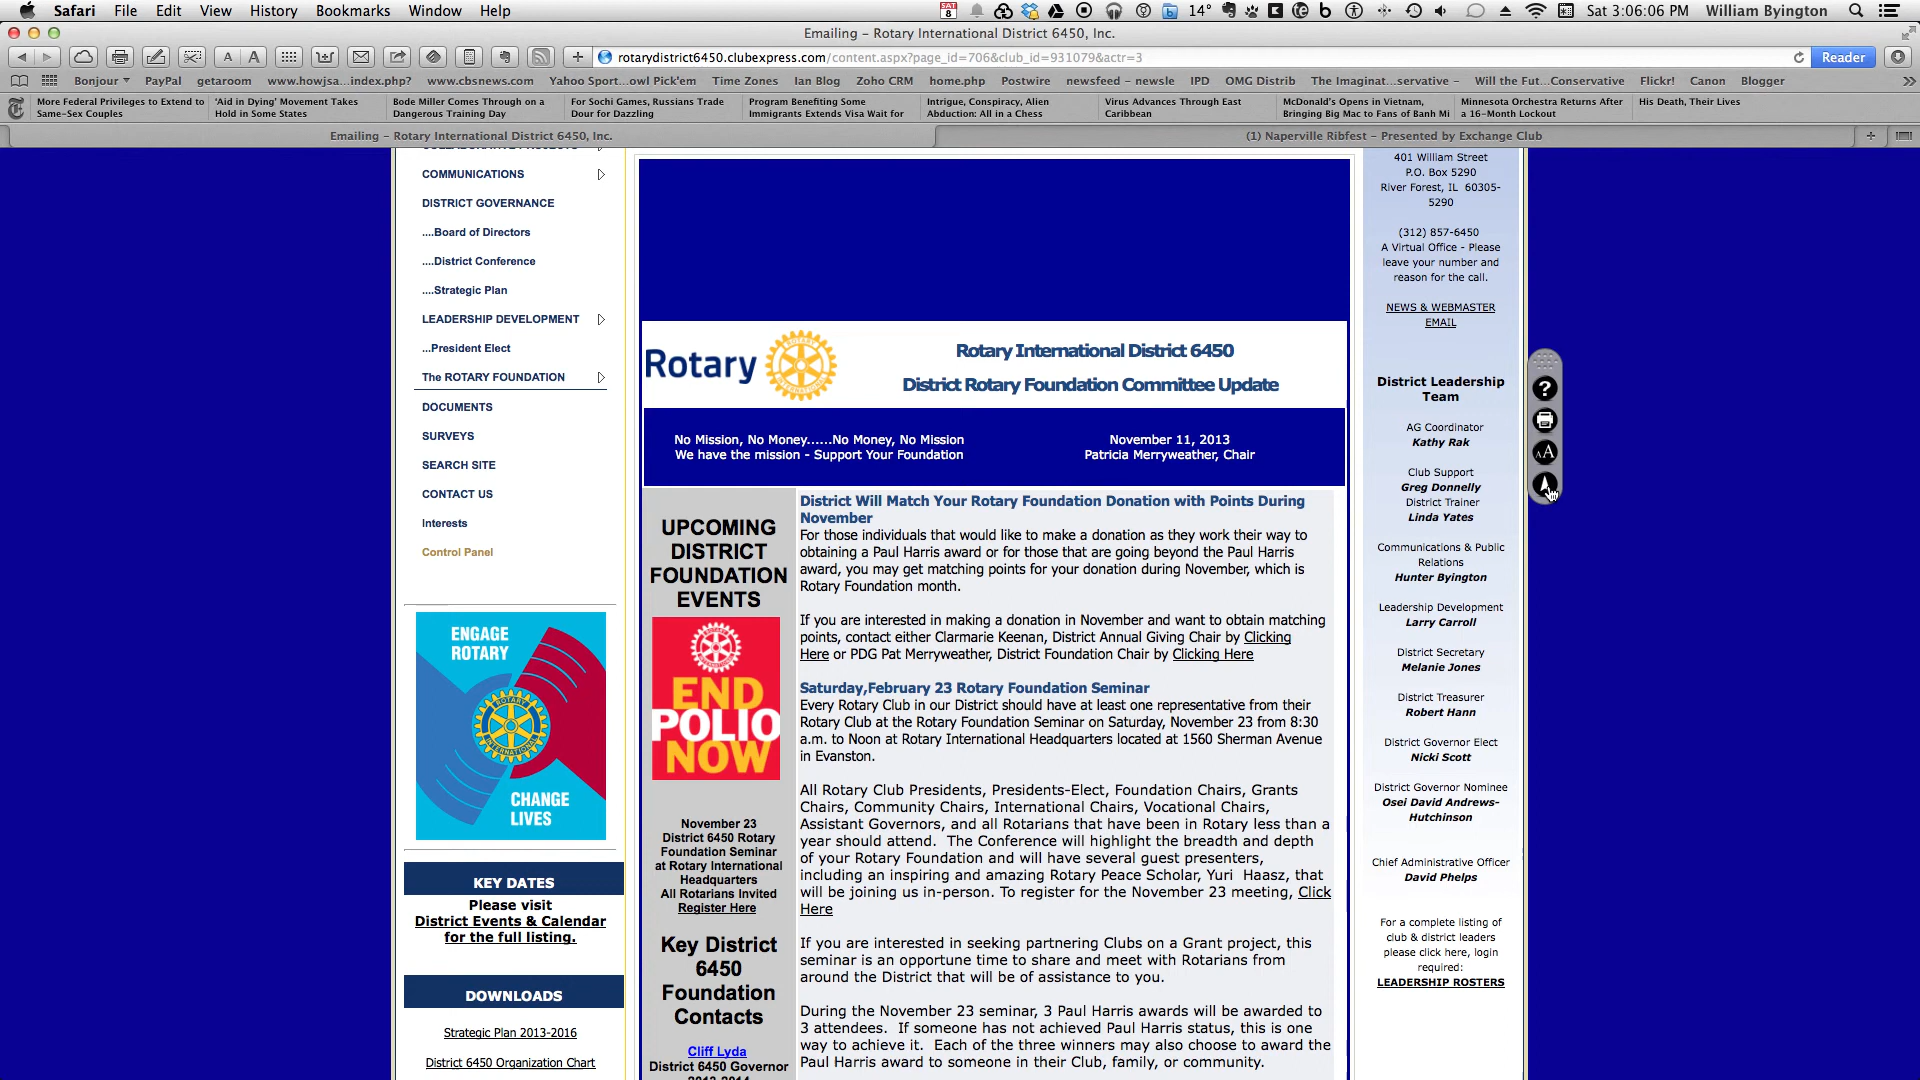 Safari File Edit View History Bookmarks Window Help
SAT 8 14° Sat 3:06:06 PM William Byington
Emailing – Rotary International District 6450, Inc.
rotarydistrict6450.clubexpress.com/content.aspx?page_id=706&club_id=931079&actr=3
Reader
Bonjour PayPal getaroom www.howjsa...index.php? www.cbsnews.com Yahoo Sport...owl Pick'em Time Zones Ian Blog Zoho CRM home-phone Postwire newsfeed – newsle IPD OMG Distrib The Imaginat...servative – Will the Fut...Conservative Flickr! Canon Blogger
More Federal Privileges to Extend to Same-Sex Couples
'Aid in Dying' Movement Takes Hold in Some States
Bode Miller Comes Through on a Dangerous Training Day
For Sochi Games, Russians Trade Dour for Dazzling
Program Benefiting Some Immigrants Extends Visa Wait for
Intrigue, Conspiracy, Alien Abduction: All in a Chess
Virus Advances Through East Caribbean
McDonald's Opens in Vietnam, Bringing Big Mac to Fans of Banh Mi
Minnesota Orchestra Returns After a 16-Month Lockout
His Death, Their Lives
Emailing – Rotary International District 6450, Inc.
(1) Naperville Ribfest – Presented by Exchange Club
COMMUNICATIONS
DISTRICT GOVERNANCE
....Board of Directors
....District Conference
....Strategic Plan
LEADERSHIP DEVELOPMENT
...President Elect
The ROTARY FOUNDATION
DOCUMENTS
SURVEYS
SEARCH SITE
CONTACT US
Interests
Control Panel
ENGAGE
ROTARY
CHANGE
LIVES
KEY DATES
Please visit
District Events & Calendar
for the full listing.
DOWNLOADS
Strategic Plan 2013-2016
District 6450 Organization Chart
Rotary
Rotary International District 6450
District Rotary Foundation Committee Update
No Mission, No Money......No Money, No Mission
We have the mission - Support Your Foundation
November 11, 2013
Patricia Merryweather, Chair
UPCOMING
DISTRICT
FOUNDATION
EVENTS
END
POLIO
NOW
November 23
District 6450 Rotary
Foundation Seminar
at Rotary International
Headquarters
All Rotarians Invited
Register Here
Key District
6450
Foundation
Contacts
Cliff Lyda
District 6450 Governor
2013-2014
District Will Match Your Rotary Foundation Donation with Points During
November
For those individuals that would like to make a donation as they work their way to
obtaining a Paul Harris award or for those that are going beyond the Paul Harris
award, you may get matching points for your donation during November, which is
Rotary Foundation month.
If you are interested in making a donation in November and want to obtain matching
points, contact either Clarmarie Keenan, District Annual Giving Chair by Clicking
Here or PDG Pat Merryweather, District Foundation Chair by Clicking Here
Saturday,February 23 Rotary Foundation Seminar
Every Rotary Club in our District should have at least one representative from their
Rotary Club at the Rotary Foundation Seminar on Saturday, November 23 from 8:30
a.m. to Noon at Rotary International Headquarters located at 1560 Sherman Avenue
in Evanston.
All Rotary Club Presidents, Presidents-Elect, Foundation Chairs, Grants
Chairs, Community Chairs, International Chairs, Vocational Chairs,
Assistant Governors, and all Rotarians that have been in Rotary less than a
year should attend. The Conference will highlight the breadth and depth
of your Rotary Foundation and will have several guest presenters,
including an inspiring and amazing Rotary Peace Scholar, Yuri Haasz, that
will be joining us in-person. To register for the November 23 meeting, Click
Here
If you are interested in seeking partnering Clubs on a Grant project, this
seminar is an opportune time to share and meet with Rotarians from
around the District that will be of assistance to you.
During the November 23 seminar, 3 Paul Harris awards will be awarded to
3 attendees. If someone has not achieved Paul Harris status, this is one
way to achieve it. Each of the three winners may also choose to award the
Paul Harris award to someone in their Club, family, or community.
401 William Street
P.O. Box 5290
River Forest, IL 60305-
5290
(312) 857-6450
A Virtual Office - Please
leave your number and
reason for the call.
NEWS & WEBMASTER
EMAIL
District Leadership
Team
AG Coordinator
Kathy Rak
Club Support
Greg Donnelly
District Trainer
Linda Yates
Communications & Public
Relations
Hunter Byington
Leadership Development
Larry Carroll
District Secretary
Melanie Jones
District Treasurer
Robert Hann
District Governor Elect
Nicki Scott
District Governor Nominee
Osei David Andrews-
Hutchinson
Chief Administrative Officer
David Phelps
For a complete listing of
club & district leaders
please click here, login
required:
LEADERSHIP ROSTERS
?
AA